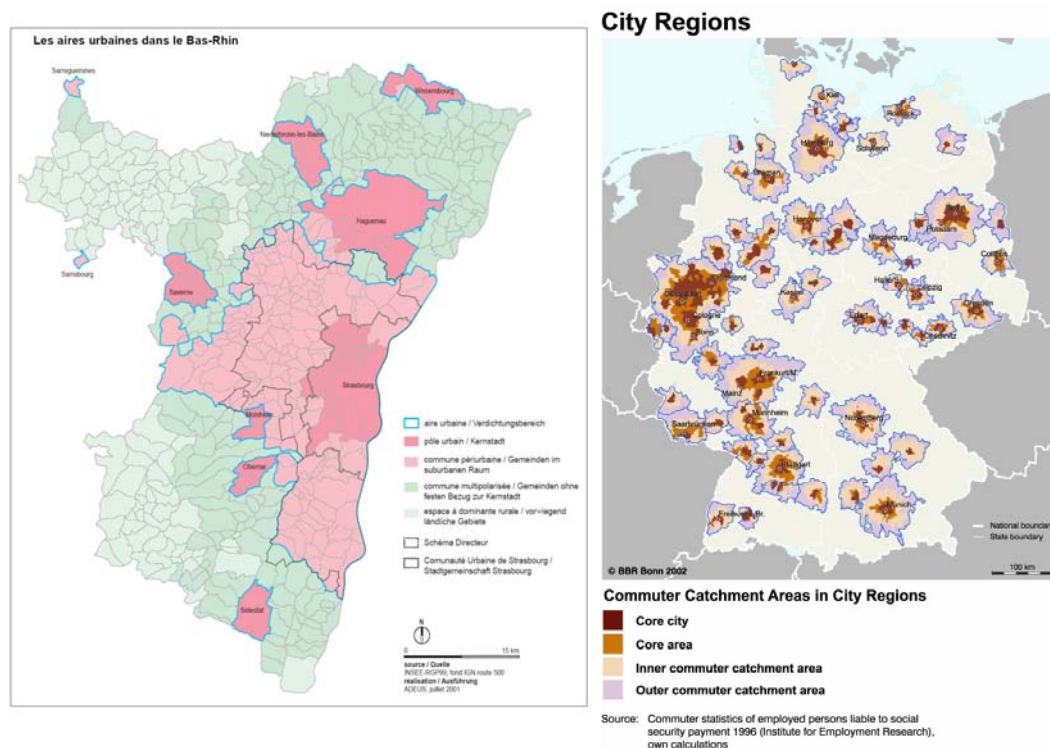 Les aires urbaines dans le Bas-Rhin
Sarreguemines
Wissembourg
Niederbronn-les-Bains
Haguenau
Sarrebourg
Saverne
Strasbourg
Molsheim
Obernai
Sélestat
aire urbaine / Verdichtungsbereich
pôle urbain / Kernstadt
commune périurbaine / Gemeinden im
suburbanen Raum
commune multipolarisée / Gemeinden ohne
festen Bezug zur Kernstadt
espace à dominante rurale / vorwiegend
ländliche Gebiete
Schéma Directeur
Comunauté Urbaine de Strasbourg /
Stadtgemeinschaft Strasbourg
N
0 15 km
source / Quelle
INSEE-RGP99, fond IGN route 500
réalisation / Ausführung
ADEUS, juillet 2001
City Regions
Kiel
Rostock
Hamburg
Schwerin
Bremen
Hanover
Berlin
Potsdam
Magdeburg
Cottbus
Dortmund
Düsseldorf
Kassel
Halle
Leipzig
Cologne
Bonn
Erfurt
Dresden
Chemnitz
Frankfurt/M.
Mainz
Mannheim
Saarbrücken
Nuremberg
Stuttgart
Munich
Freiburg i. Br.
National boundary
State boundary
© BBR Bonn 2002
100 km
Commuter Catchment Areas in City Regions
Core city
Core area
Inner commuter catchment area
Outer commuter catchment area
Source: Commuter statistics of employed persons liable to social
security payment 1996 (Institute for Employment Research),
own calculations